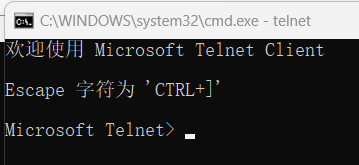 C:\WINDOWS\system32\cmd.exe - telnet
欢迎使用 Microsoft Telnet Client
Escape 字符为 'CTRL+]'
Microsoft Telnet>